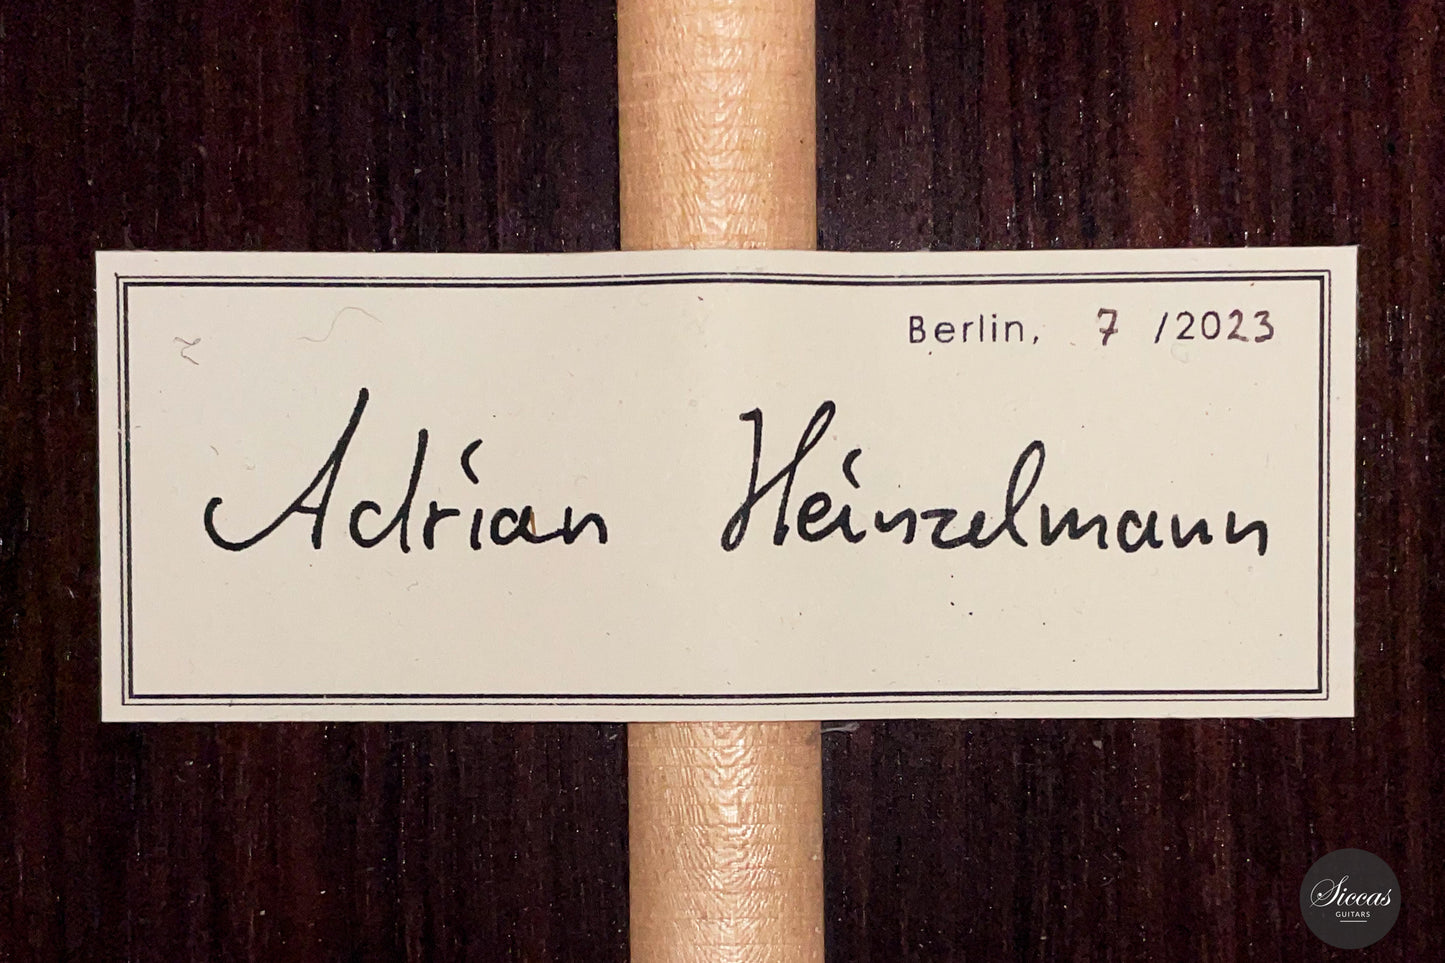 Berlin, 7 /2023
Adrian Heinzelmann
Siccas
GUITARS